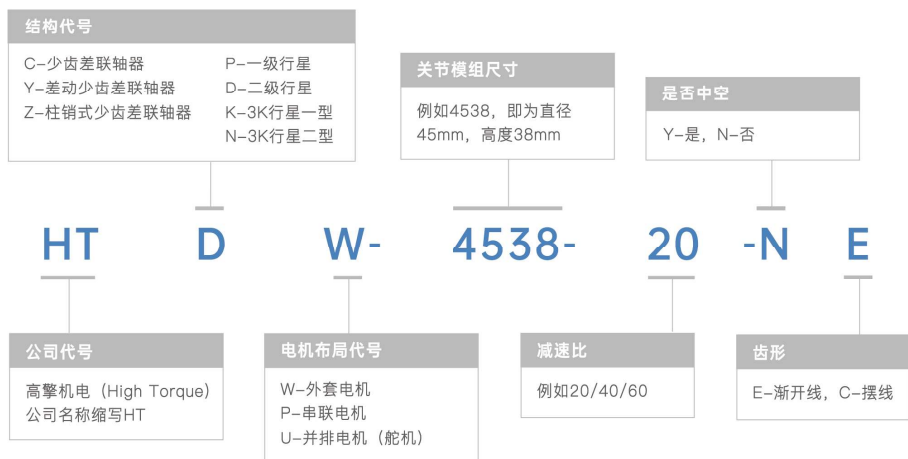 结构代号
C-少齿差联轴器
Y-差动少齿差联轴器
Z-柱销式少齿差联轴器
P-一级行星
D-二级行星
K-3K行星一型
N-3K行星二型
关节模组尺寸
例如4538，即为直径
45mm，高度38mm
是否中空
Y-是，N-否
HT D W- 4538- 20 -N E
公司代号
高擎机电（High Torque）
公司名称缩写HT
电机布局代号
W-外套电机
P-串联电机
U-并排电机（舵机）
减速比
例如20/40/60
齿形
E-渐开线，C-摆线